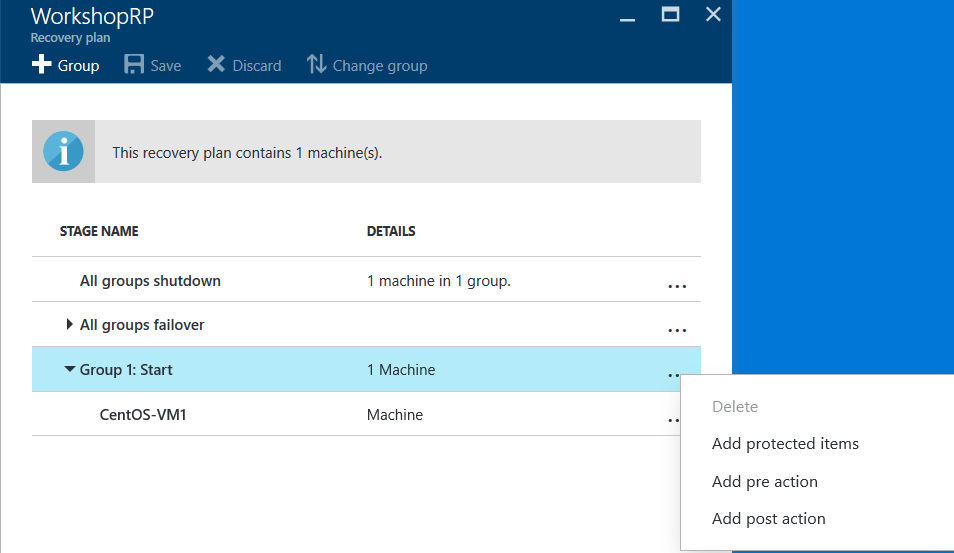 WorkshopRP
Recovery plan
Group Save Discard Change group
This recovery plan contains 1 machine(s).
STAGE NAME DETAILS
All groups shutdown 1 machine in 1 group. ...
All groups failover ...
Group 1: Start 1 Machine ..
CentOS-VM1 Machine ..
Delete
Add protected items
Add pre action
Add post action